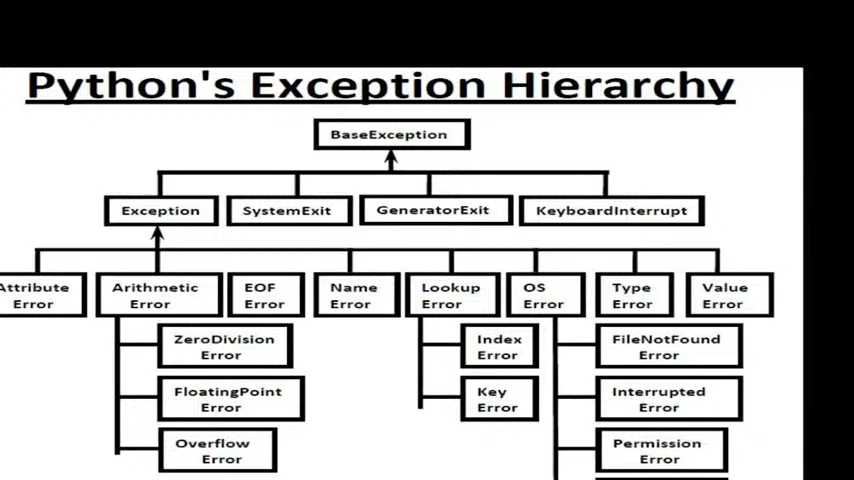 Python's Exception Hierarchy
BaseException
Exception SystemExit GeneratorExit KeyboardInterrupt
Attribute Error
Arithmetic Error
EOF Error
Name Error
Lookup Error
OS Error
Type Error
Value Error
ZeroDivision Error
FloatingPoint Error
Overflow Error
Index Error
Key Error
FileNotFound Error
Interrupted Error
Permission Error